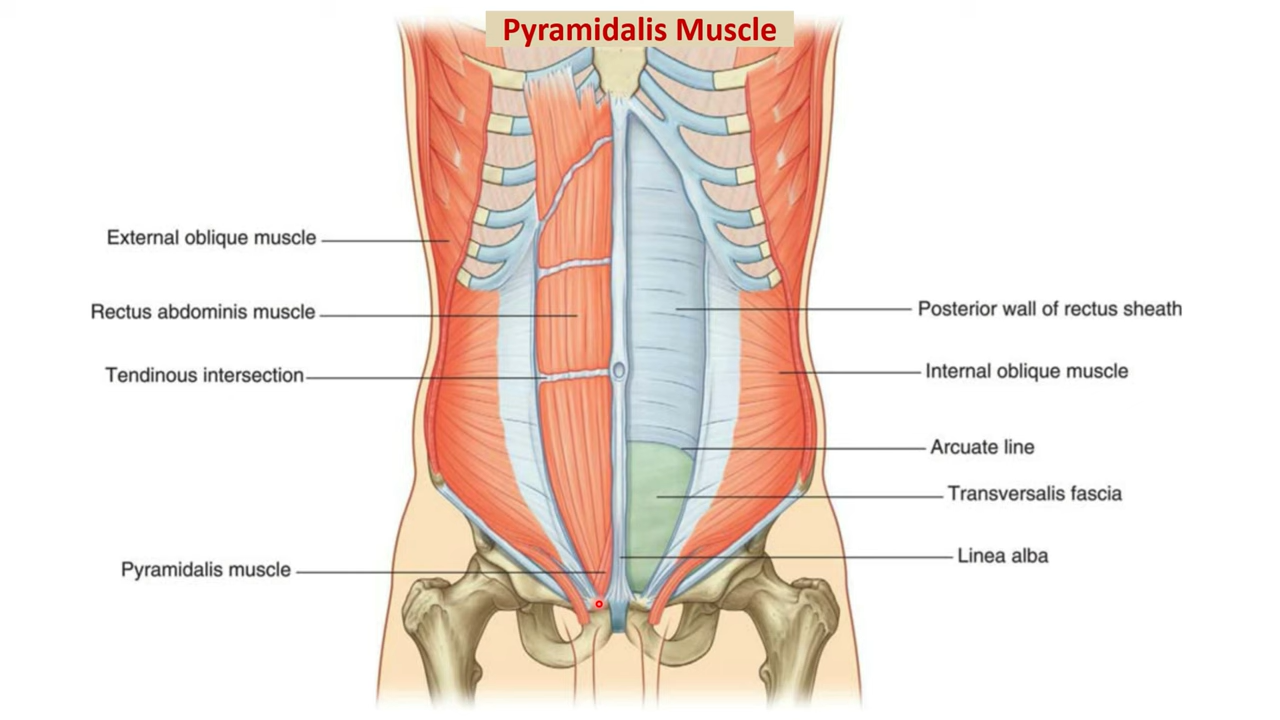 Pyramidalis Muscle
External oblique muscle
Rectus abdominis muscle
Tendinous intersection
Pyramidalis muscle
Posterior wall of rectus sheath
Internal oblique muscle
Arcuate line
Transversalis fascia
Linea alba